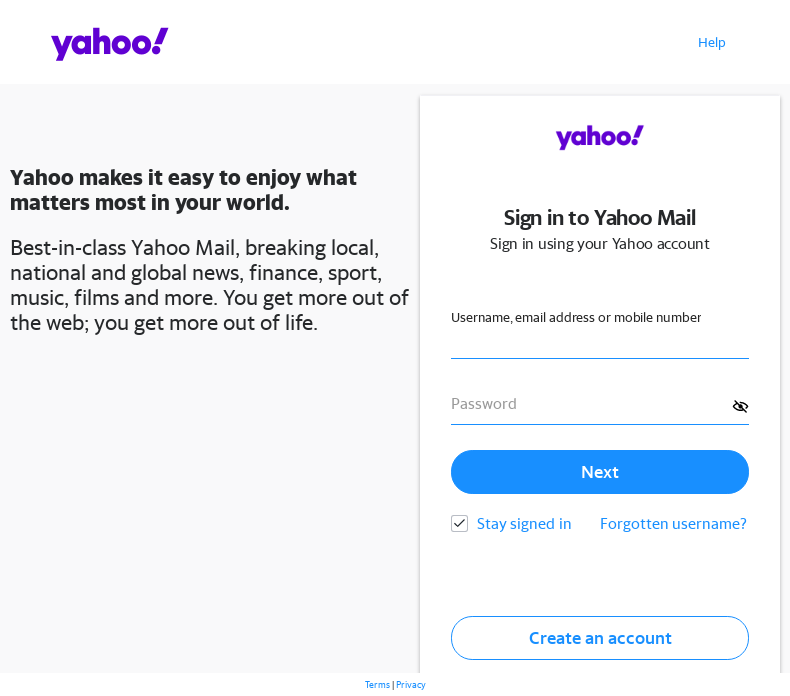 yahoo!
Help
Yahoo makes it easy to enjoy what
matters most in your world.
Best-in-class Yahoo Mail, breaking local,
national and global news, finance, sport,
music, films and more. You get more out of
the web; you get more out of life.
yahoo!
Sign in to Yahoo Mail
Sign in using your Yahoo account
Username, email address or mobile number
Password
Next
Stay signed in
Forgotten username?
Create an account
Terms | Privacy